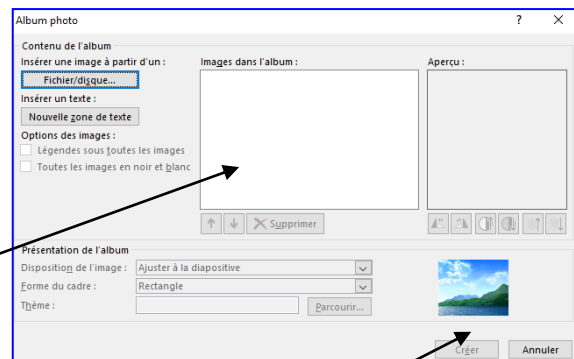 Album photo ?
Contenu de l'album
Insérer une image à partir d'un :
Fichier/disque...
Insérer un texte :
Nouvelle zone de texte
Options des images :
Légendes sous toutes les images
Toutes les images en noir et blanc
Images dans l'album :
Supprimer
Aperçu :
Présentation de l'album
Disposition de l'image : Ajuster à la diapositive
Forme du cadre : Rectangle
Thème : Parcourir...
Créer Annuler